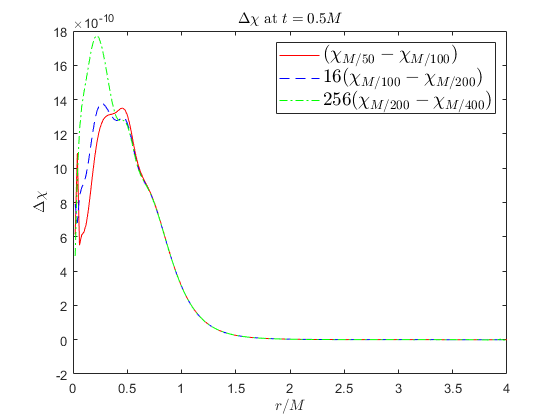 Δχ at t = 0.5M
×10⁻¹⁰
18
16
14
12
10
8
6
4
2
0
-2
Δχ
(χ_{M/50} − χ_{M/100})
16(χ_{M/100} − χ_{M/200})
256(χ_{M/200} − χ_{M/400})
0 0.5 1 1.5 2 2.5 3 3.5 4
r/M